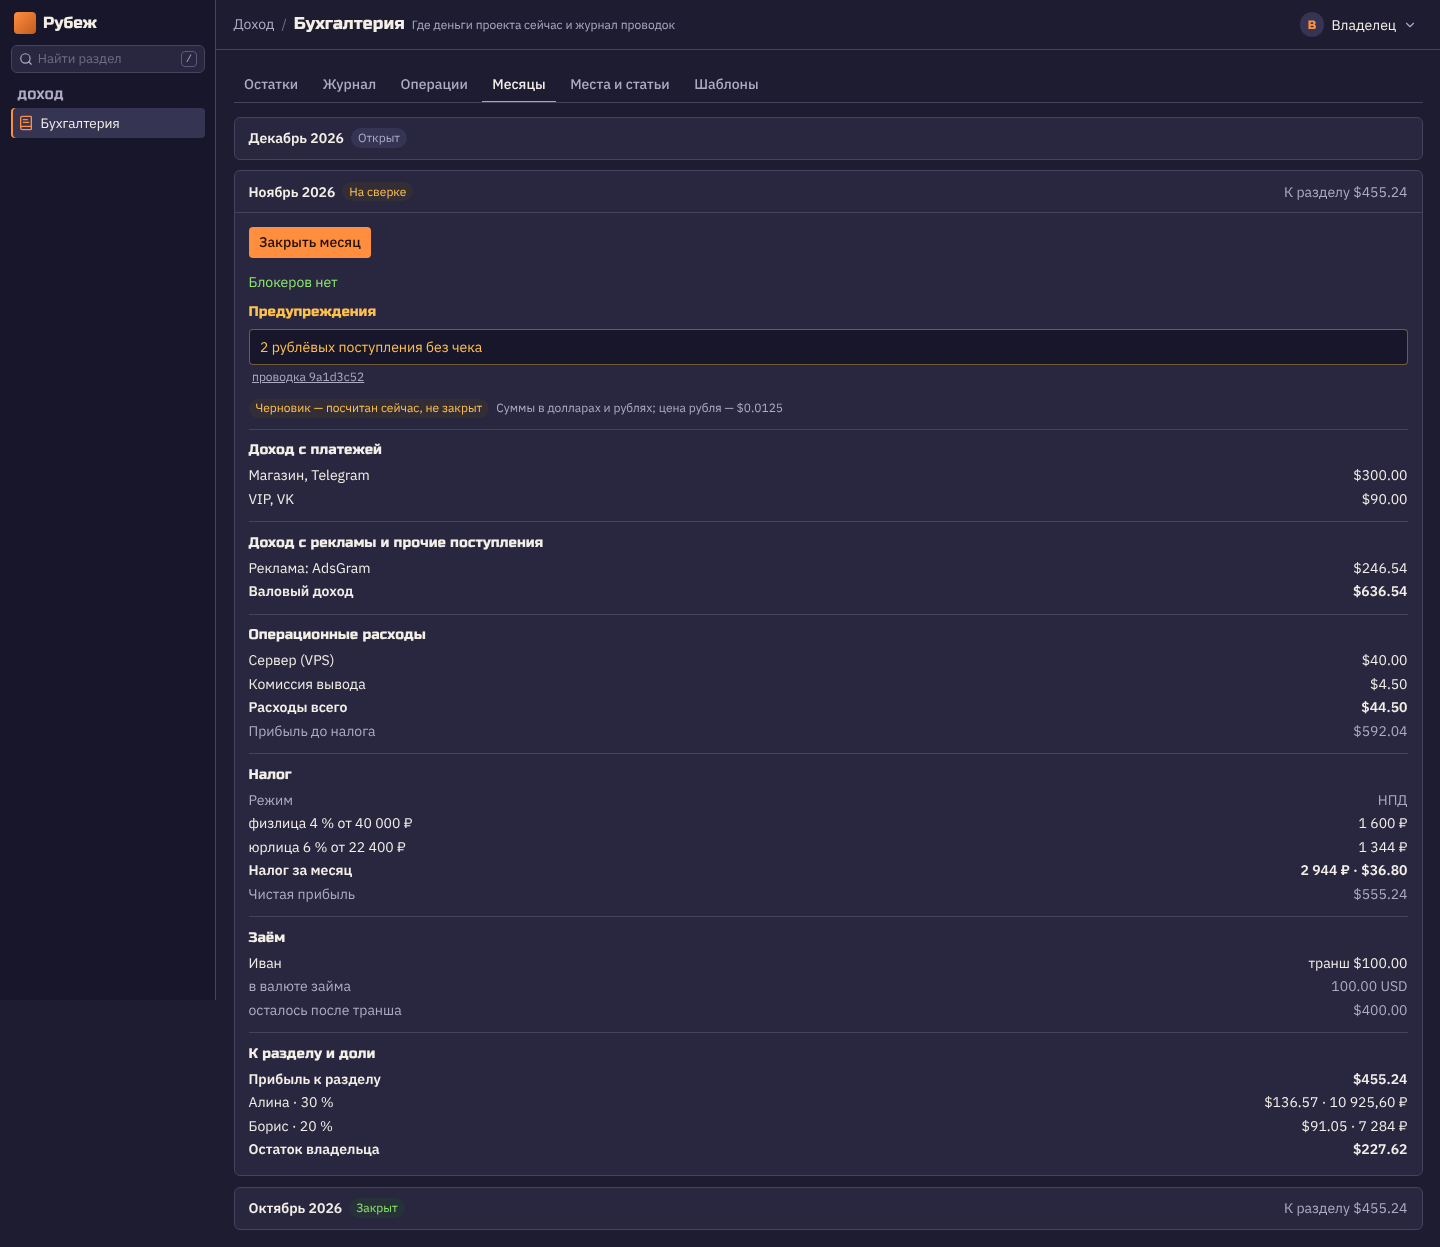 Рубеж
Найти раздел /
ДОХОД
Бухгалтерия
Доход / Бухгалтерия Где деньги проекта сейчас и журнал проводок
В Владелец
Остатки Журнал Операции Месяцы Места и статьи Шаблоны
Декабрь 2026 Открыт
Ноябрь 2026 На сверке К разделу $455.24
Закрыть месяц
Блокеров нет
Предупреждения
2 рублёвых поступления без чека
проводка 9a1d3c52
Черновик — посчитан сейчас, не закрыт Суммы в долларах и рублях; цена рубля — $0.0125
Доход с платежей
Магазин, Telegram $300.00
VIP, VK $90.00
Доход с рекламы и прочие поступления
Реклама: AdsGram $246.54
Валовый доход $636.54
Операционные расходы
Сервер (VPS) $40.00
Комиссия вывода $4.50
Расходы всего $44.50
Прибыль до налога $592.04
Налог
Режим НПД
физлица 4 % от 40 000 ₽ 1 600 ₽
юрлица 6 % от 22 400 ₽ 1 344 ₽
Налог за месяц 2 944 ₽ · $36.80
Чистая прибыль $555.24
Заём
Иван транш $100.00
в валюте займа 100.00 USD
осталось после транша $400.00
К разделу и доли
Прибыль к разделу $455.24
Алина · 30 % $136.57 · 10 925,60 ₽
Борис · 20 % $91.05 · 7 284 ₽
Остаток владельца $227.62
Октябрь 2026 Закрыт К разделу $455.24